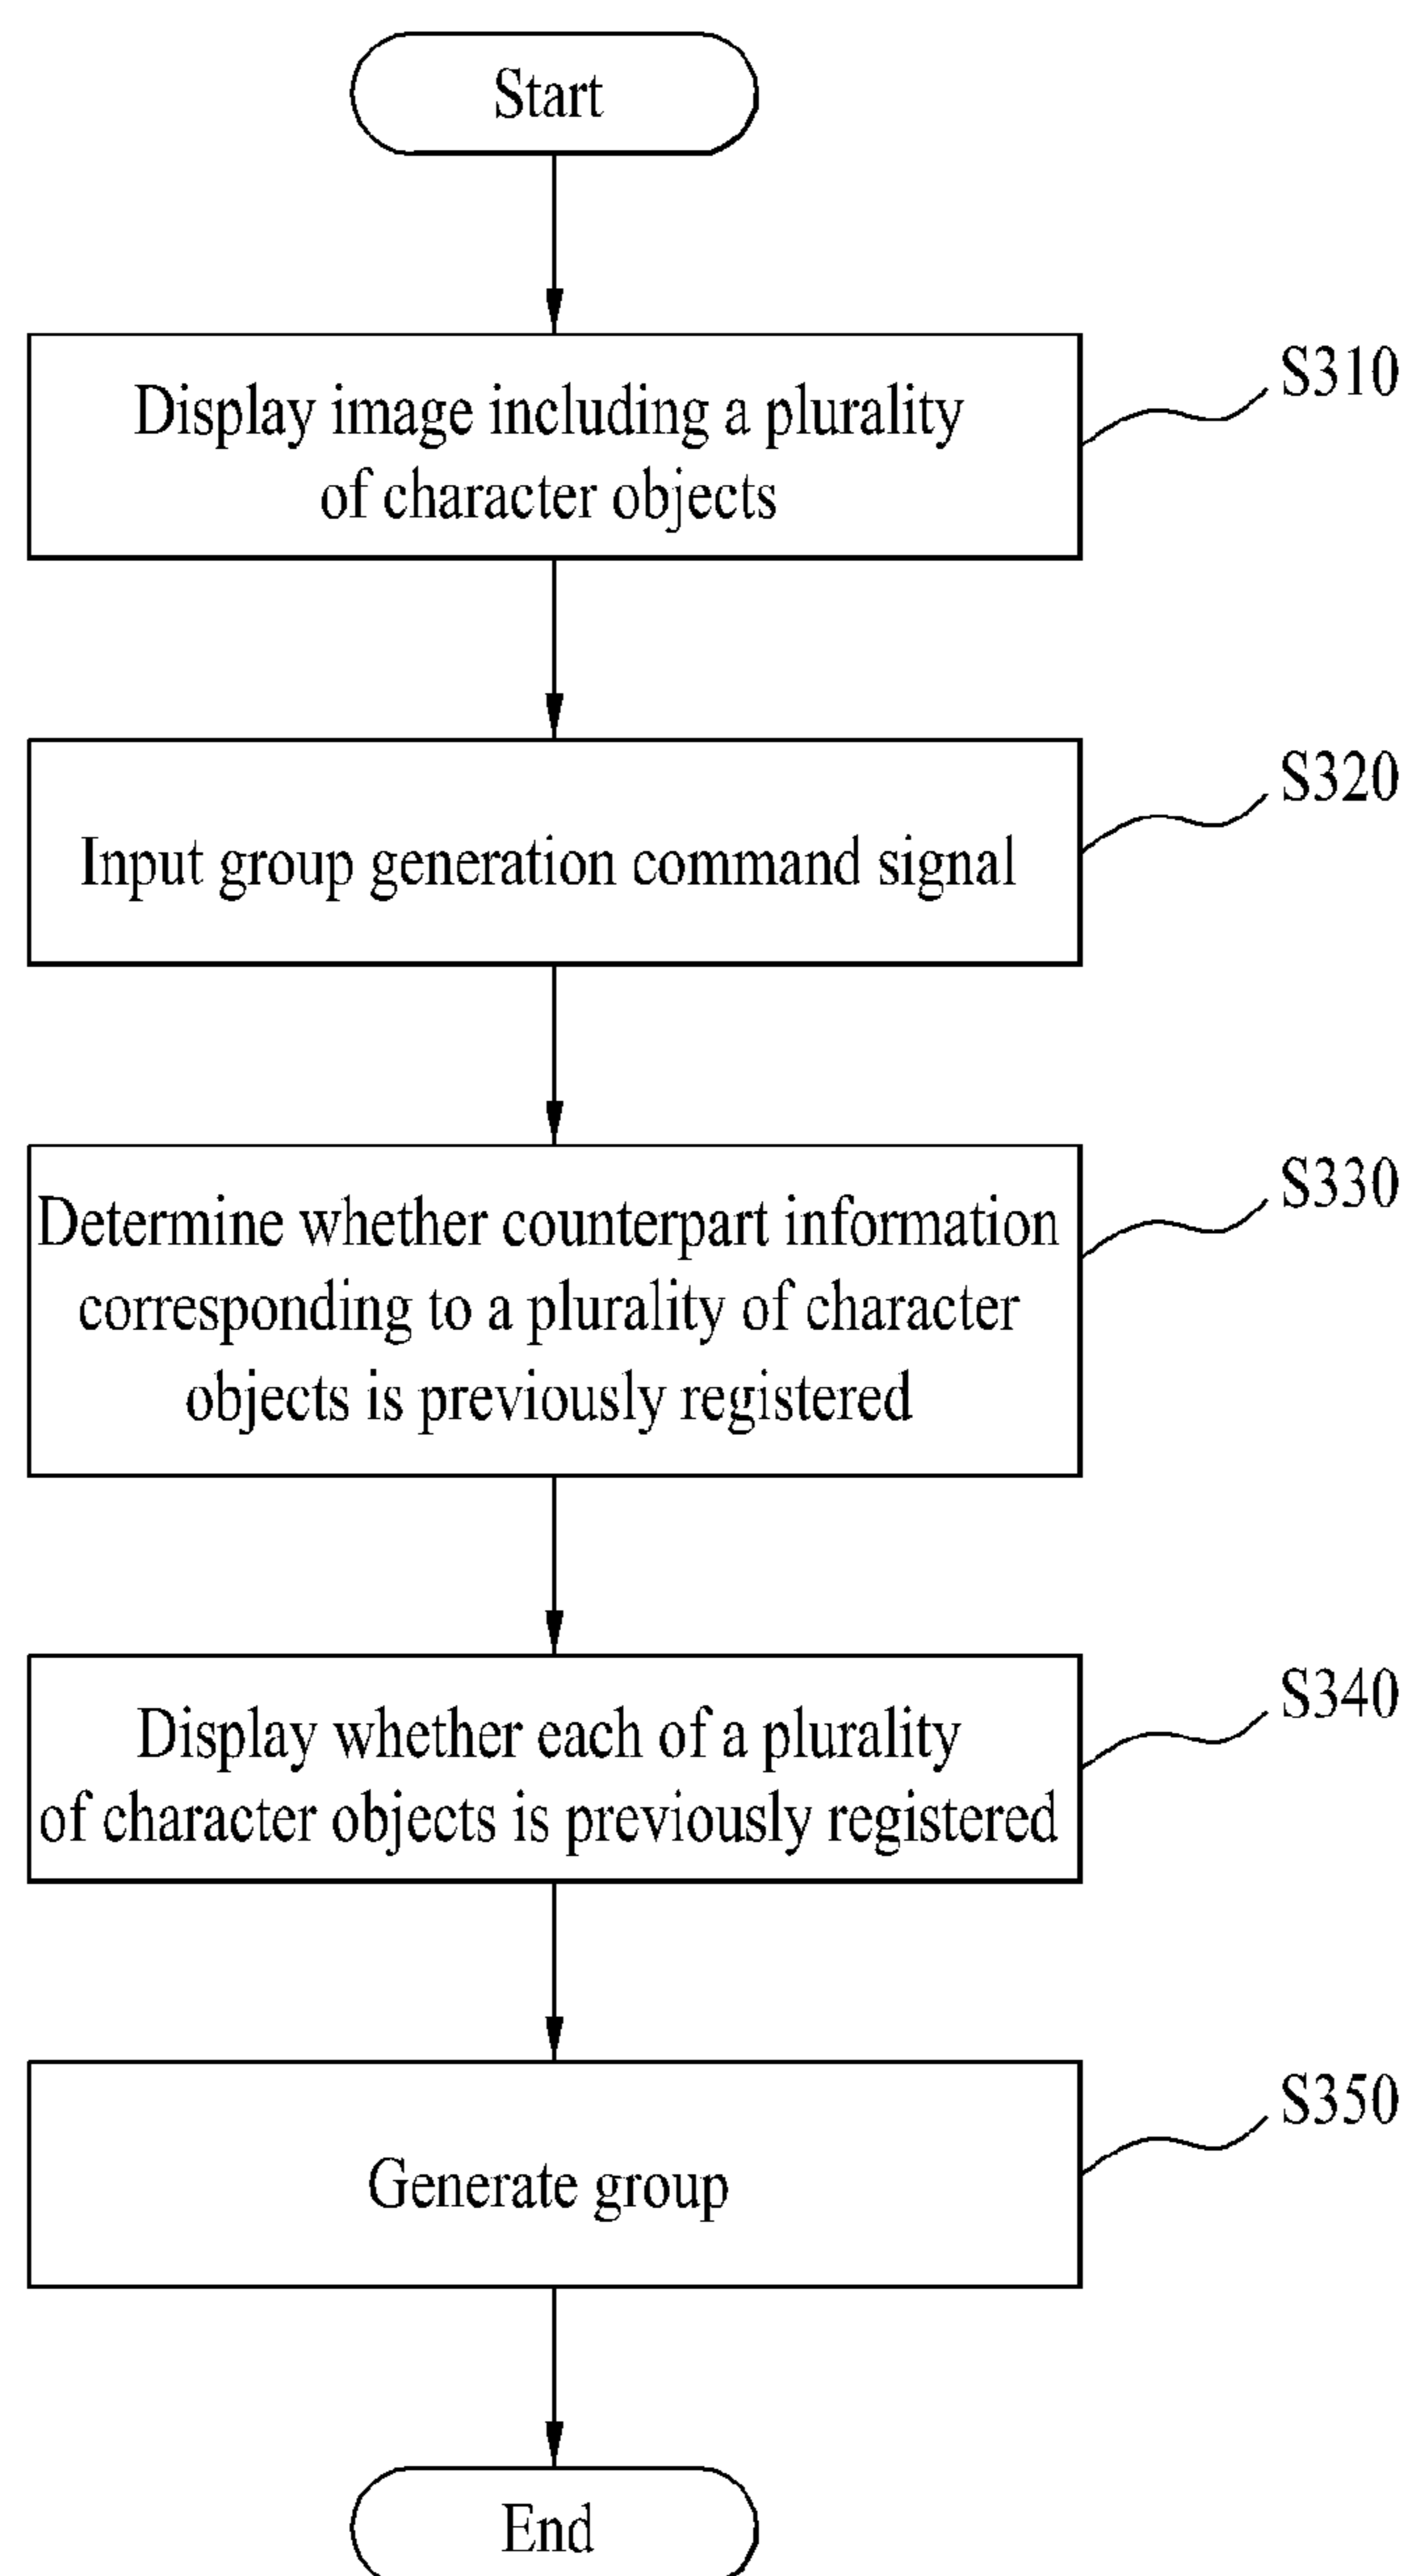 Start
Display image including a plurality
of character objects
S310
Input group generation command signal
S320
Determine whether counterpart information
corresponding to a plurality of character
objects is previously registered
S330
Display whether each of a plurality
of character objects is previously registered
S340
Generate group
S350
End